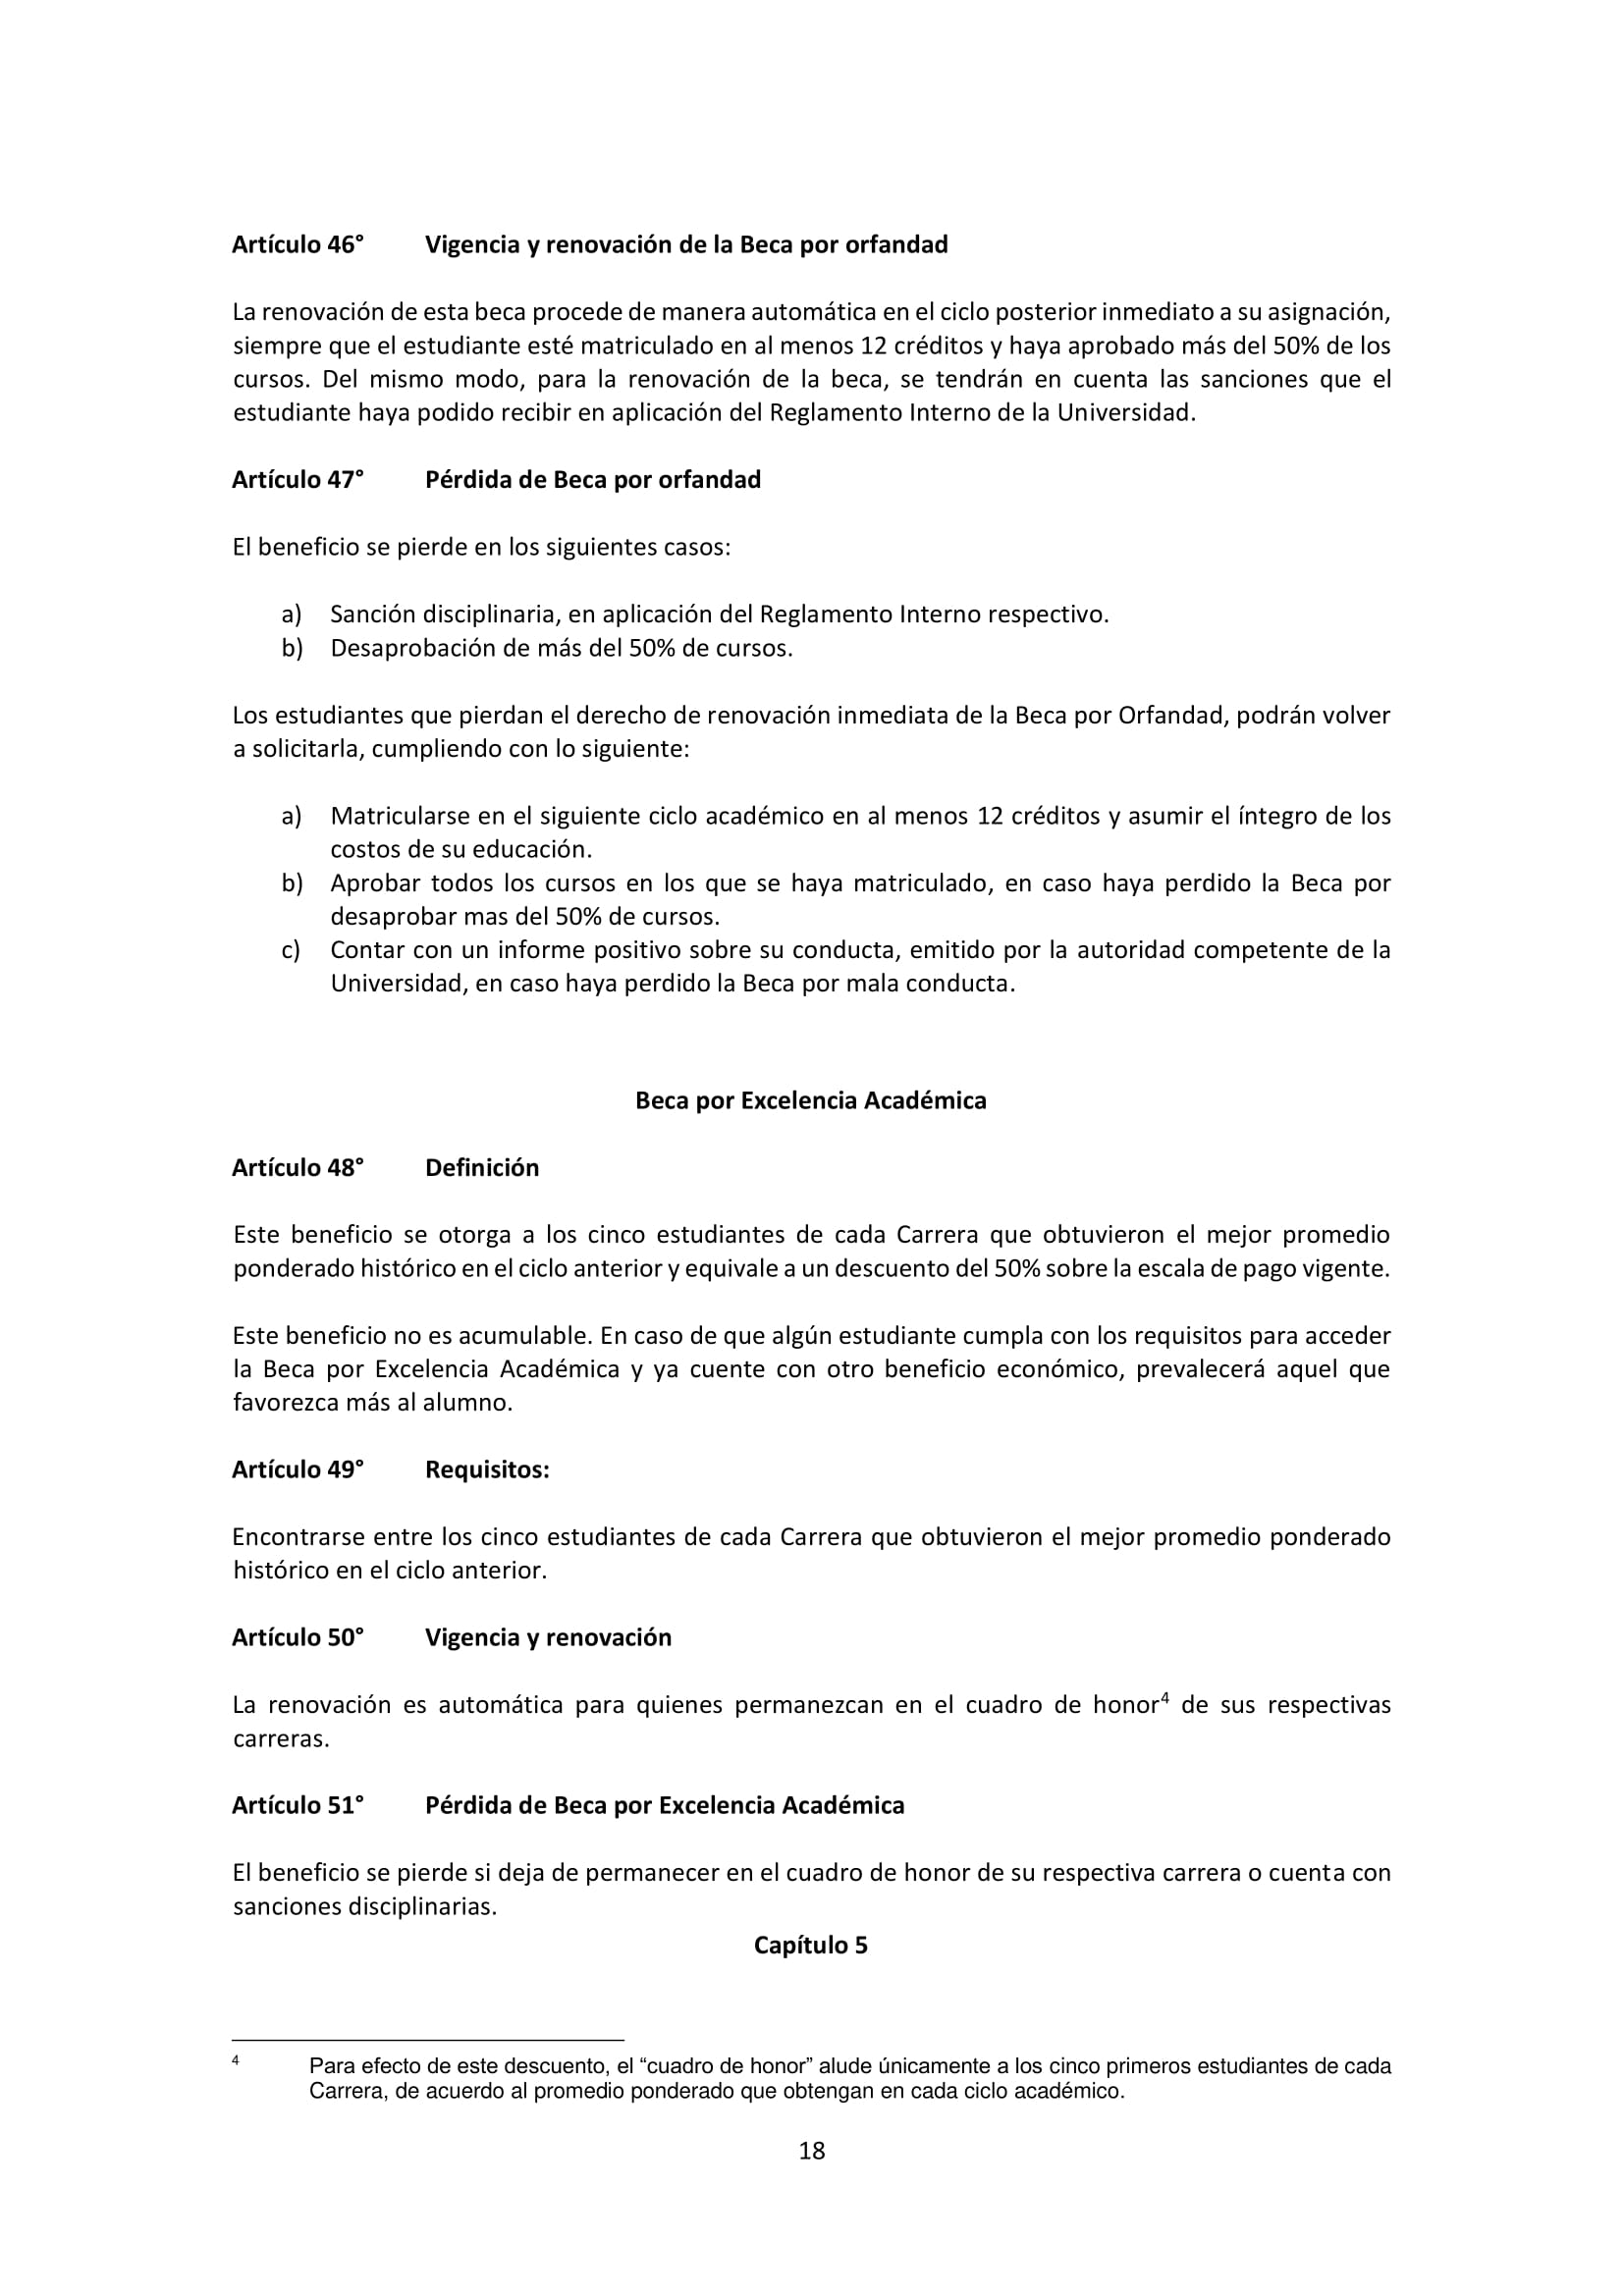 Artículo 46° Vigencia y renovación de la Beca por orfandad
La renovación de esta beca procede de manera automática en el ciclo posterior inmediato a su asignación,
siempre que el estudiante esté matriculado en al menos 12 créditos y haya aprobado más del 50% de los
cursos. Del mismo modo, para la renovación de la beca, se tendrán en cuenta las sanciones que el
estudiante haya podido recibir en aplicación del Reglamento Interno de la Universidad.
Artículo 47° Pérdida de Beca por orfandad
El beneficio se pierde en los siguientes casos:
a) Sanción disciplinaria, en aplicación del Reglamento Interno respectivo.
b) Desaprobación de más del 50% de cursos.
Los estudiantes que pierdan el derecho de renovación inmediata de la Beca por Orfandad, podrán volver
a solicitarla, cumpliendo con lo siguiente:
a) Matricularse en el siguiente ciclo académico en al menos 12 créditos y asumir el íntegro de los
costos de su educación.
b) Aprobar todos los cursos en los que se haya matriculado, en caso haya perdido la Beca por
desaprobar mas del 50% de cursos.
c) Contar con un informe positivo sobre su conducta, emitido por la autoridad competente de la
Universidad, en caso haya perdido la Beca por mala conducta.
Beca por Excelencia Académica
Artículo 48° Definición
Este beneficio se otorga a los cinco estudiantes de cada Carrera que obtuvieron el mejor promedio
ponderado histórico en el ciclo anterior y equivale a un descuento del 50% sobre la escala de pago vigente.
Este beneficio no es acumulable. En caso de que algún estudiante cumpla con los requisitos para acceder
la Beca por Excelencia Académica y ya cuente con otro beneficio económico, prevalecerá aquel que
favorezca más al alumno.
Artículo 49° Requisitos:
Encontrarse entre los cinco estudiantes de cada Carrera que obtuvieron el mejor promedio ponderado
histórico en el ciclo anterior.
Artículo 50° Vigencia y renovación
La renovación es automática para quienes permanezcan en el cuadro de honor4 de sus respectivas
carreras.
Artículo 51° Pérdida de Beca por Excelencia Académica
El beneficio se pierde si deja de permanecer en el cuadro de honor de su respectiva carrera o cuenta con
sanciones disciplinarias.
Capítulo 5
4 Para efecto de este descuento, el “cuadro de honor” alude únicamente a los cinco primeros estudiantes de cada
Carrera, de acuerdo al promedio ponderado que obtengan en cada ciclo académico.
18